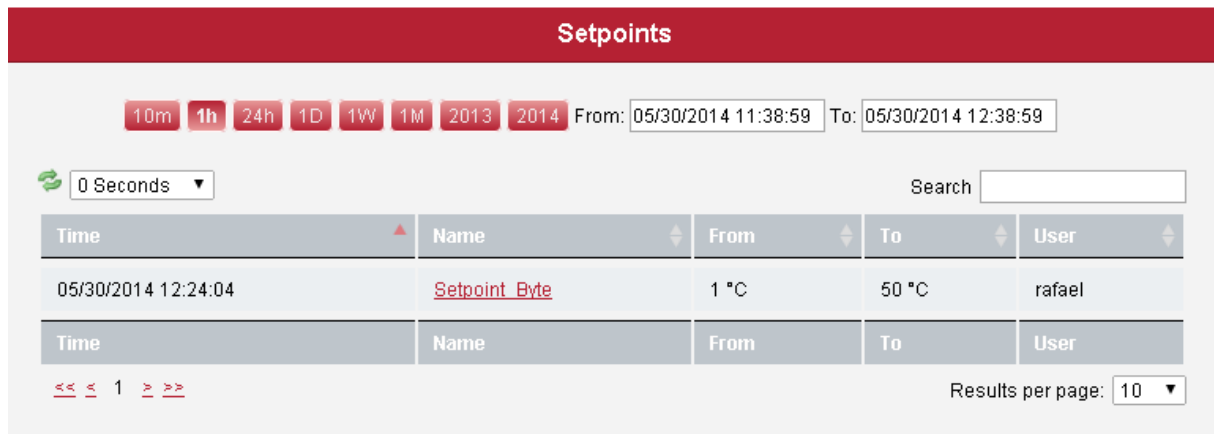 Setpoints
10m 1h 24h 1D 1W 1M 2013 2014 From: 05/30/2014 11:38:59 To: 05/30/2014 12:38:59
0 Seconds Search
Time Name From To User
05/30/2014 12:24:04 Setpoint_Byte 1 °C 50 °C rafael
Time Name From To User
<< < 1 > >> Results per page: 10